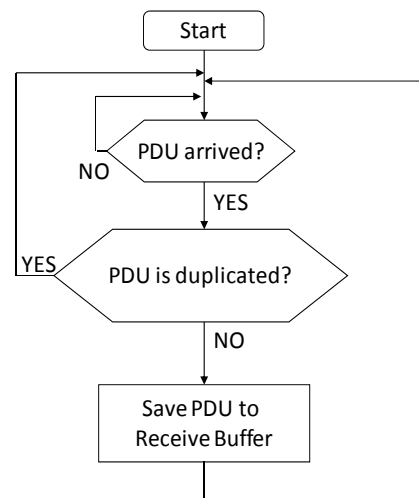 Start
PDU arrived?
NO
YES
YES
PDU is duplicated?
NO
Save PDU to
Receive Buffer